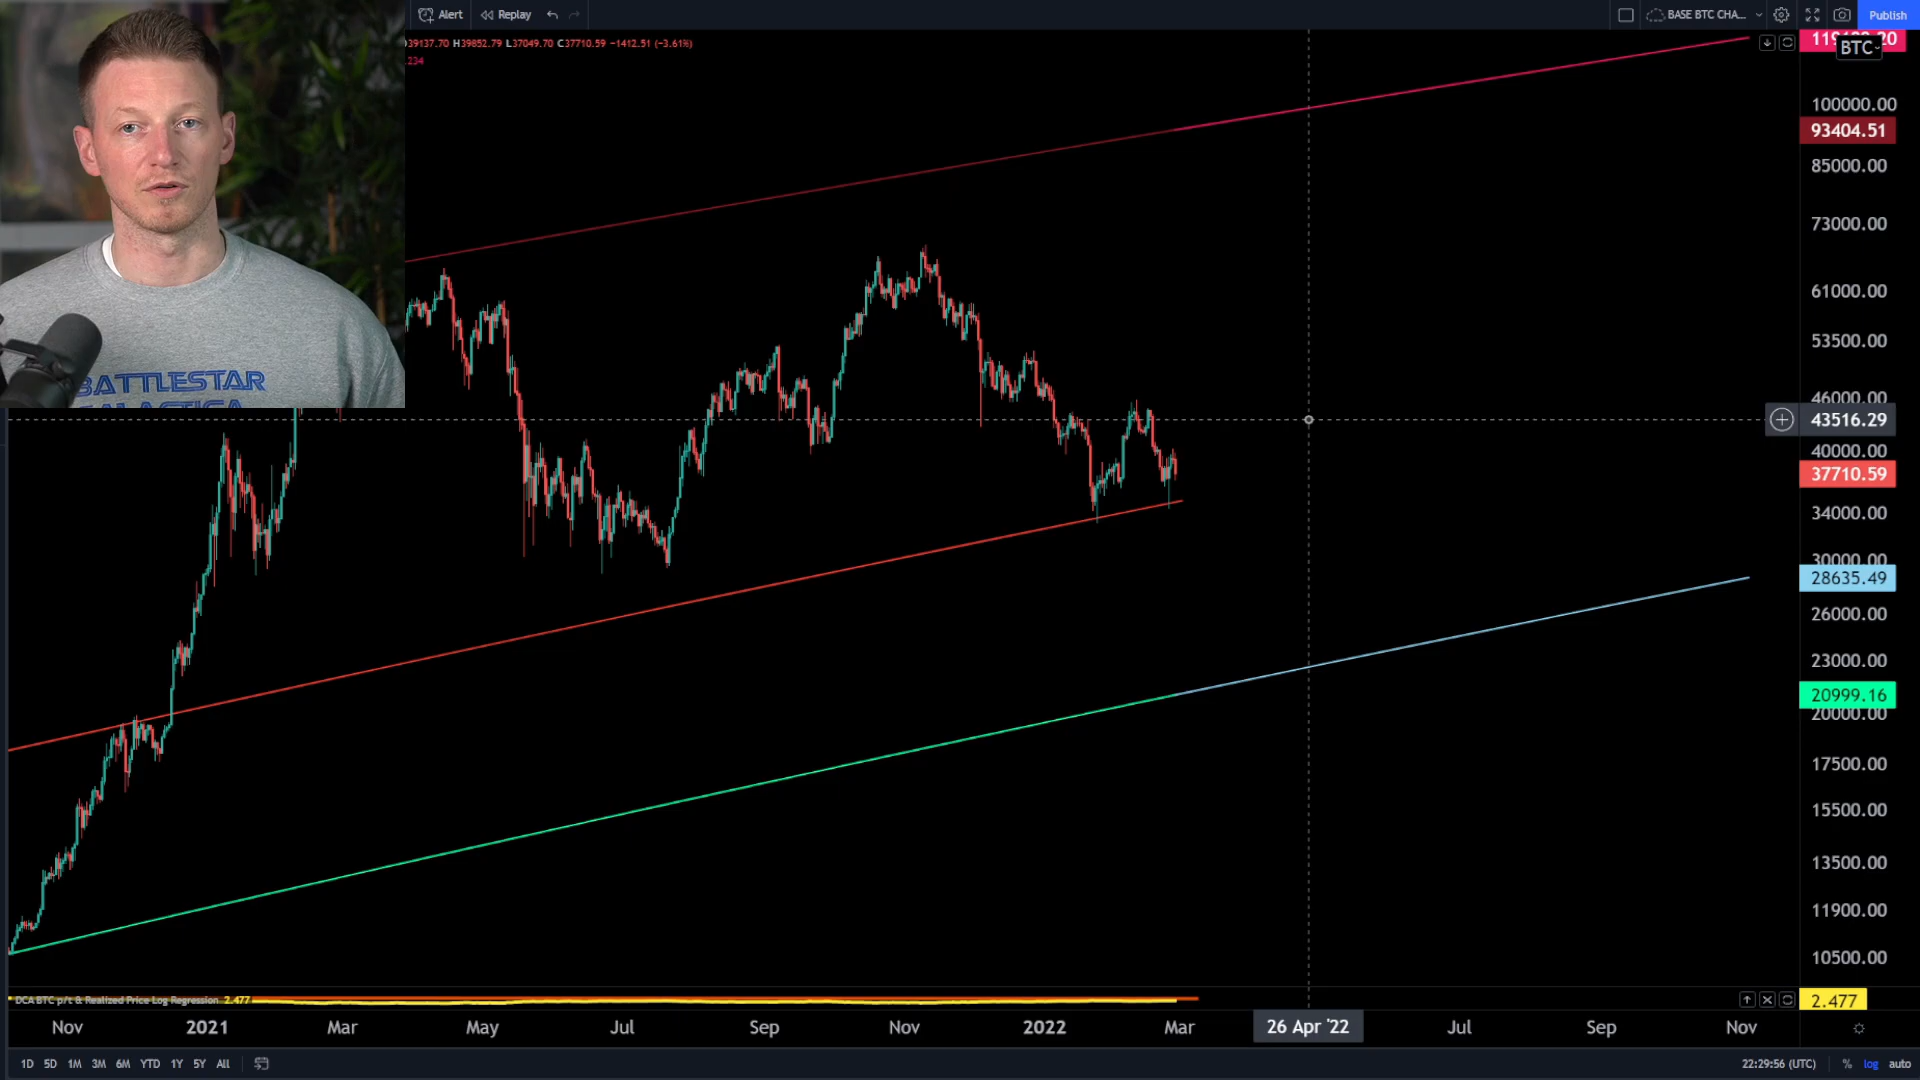 Alert
Replay
BASE BTC CHA...
Publish
39137.70 H39852.79 L37049.70 C37710.59 −1412.51 (−3.61%)
.234
BTC
100000.00
93404.51
85000.00
73000.00
61000.00
53500.00
46000.00
43516.29
40000.00
37710.59
34000.00
30000.00
28635.49
26000.00
23000.00
20999.16
20000.00
17500.00
15500.00
13500.00
11900.00
10500.00
BATTLESTAR
GALACTICA
DCA BTC p/t & Realized Price Log Regression 2.477
2.477
Nov 2021 Mar May Jul Sep Nov 2022 Mar 26 Apr '22 Jul Sep Nov
1D 5D 1M 3M 6M YTD 1Y 5Y All
22:29:56 (UTC) % log auto